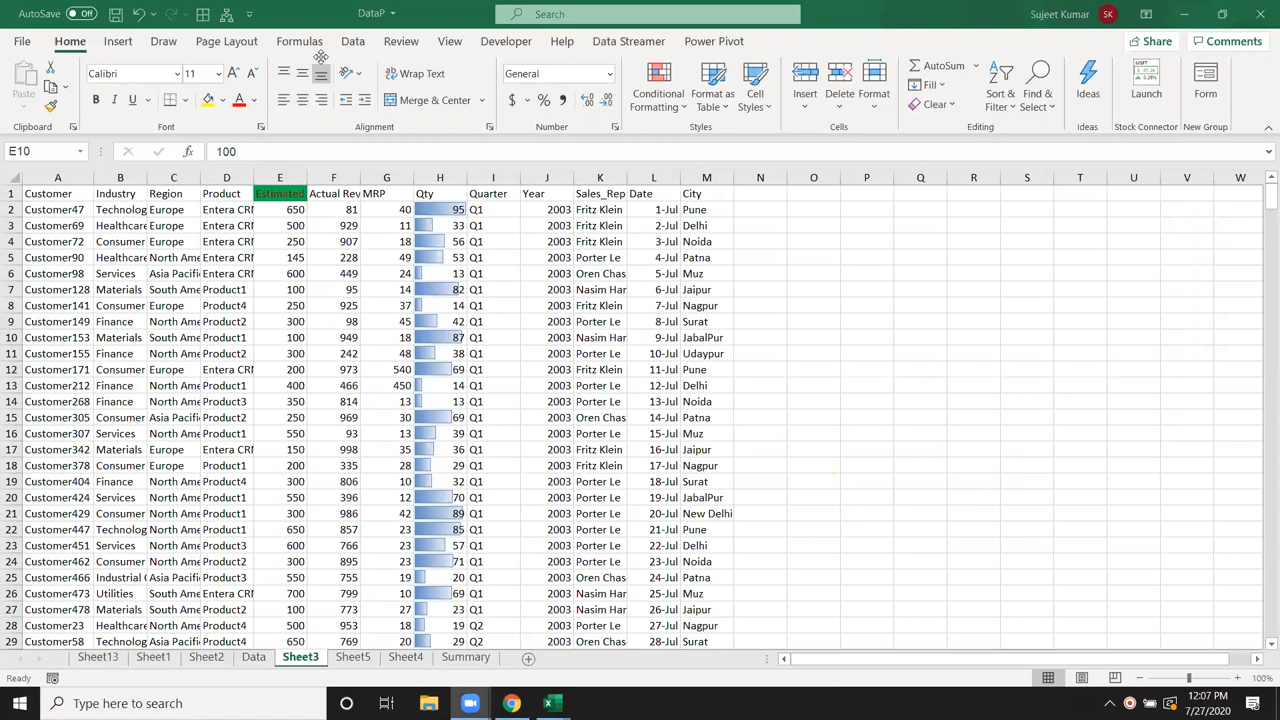 AutoSave Off DataP Search Sujeet Kumar SK
File Home Insert Draw Page Layout Formulas Data Review View Developer Help Data Streamer Power Pivot Share Comments
Paste Calibri 11 Wrap Text General Conditional Formatting Format as Table Cell Styles Insert Delete Format AutoSum Fill Clear Sort & Filter Find & Select Ideas Launch Form
B I U A Merge & Center $ % ,
Clipboard Font Alignment Number Styles Cells Editing Ideas Stock Connector New Group
E10 fx 100
A B C D E F G H I J K L M N O P Q R S T U V W
1 Customer Industry Region Product Estimated Actual Rev MRP Qty Quarter Year Sales_Rep Date City
2 Customer47 Technolog Europe Entera CRM 650 81 40 95 Q1 2003 Fritz Klein 1-Jul Pune
3 Customer69 Healthcare Europe Entera CRM 500 929 11 33 Q1 2003 Fritz Klein 2-Jul Delhi
4 Customer72 Consumer Europe Entera CRM 250 907 18 56 Q1 2003 Fritz Klein 3-Jul Noida
5 Customer90 Healthcare North Ame Entera CRM 145 228 49 53 Q1 2003 Porter Le 4-Jul Patna
6 Customer98 Services Asia Pacific Entera CRM 600 449 24 13 Q1 2003 Oren Chas 5-Jul Muz
7 Customer128 Materials South Ame Product1 100 95 14 82 Q1 2003 Nasim Har 6-Jul Jaipur
8 Customer141 Consumer Europe Product1 250 925 37 14 Q1 2003 Fritz Klein 7-Jul Nagpur
9 Customer149 Finance North Ame Product2 300 98 45 42 Q1 2003 Porter Le 8-Jul Surat
10 Customer153 Materials South Ame Product1 100 949 18 87 Q1 2003 Nasim Har 9-Jul JabalPur
11 Customer155 Finance North Ame Product2 300 242 48 38 Q1 2003 Porter Le 10-Jul Udaypur
12 Customer171 Consumer Europe Entera CRM 200 973 540 69 Q1 2003 Fritz Klein 11-Jul Pune
13 Customer212 Finance North Ame Product1 400 466 450 14 Q1 2003 Porter Le 12-Jul Delhi
14 Customer268 Finance North Ame Product3 350 814 13 13 Q1 2003 Porter Le 13-Jul Noida
15 Customer305 Consumer Asia Pacific Product2 250 969 30 69 Q1 2003 Oren Chas 14-Jul Patna
16 Customer307 Services North Ame Product1 550 93 13 39 Q1 2003 Porter Le 15-Jul Muz
17 Customer342 Materials Europe Entera CRM 150 998 35 36 Q1 2003 Fritz Klein 16-Jul Jaipur
18 Customer378 Consumer Europe Product1 200 335 28 29 Q1 2003 Fritz Klein 17-Jul Nagpur
19 Customer404 Finance North Ame Product4 300 806 10 32 Q1 2003 Porter Le 18-Jul Surat
20 Customer424 Services North Ame Product1 550 396 12 70 Q1 2003 Porter Le 19-Jul JabalPur
21 Customer429 Consumer North Ame Product1 300 986 42 89 Q1 2003 Porter Le 20-Jul New Delhi
22 Customer447 Technolog North Ame Product1 650 857 23 85 Q1 2003 Porter Le 21-Jul Pune
23 Customer451 Services North Ame Product3 600 766 23 57 Q1 2003 Porter Le 22-Jul Delhi
24 Customer462 Consumer North Ame Product2 300 895 23 71 Q1 2003 Porter Le 23-Jul Noida
25 Customer466 Industrial G Asia Pacific Product3 550 755 19 20 Q1 2003 Oren Chas 24-Jul Patna
26 Customer473 Utilities South Ame Entera CRM 700 799 10 69 Q1 2003 Nasim Har 25-Jul Muz
27 Customer478 Materials South Ame Product2 100 773 27 23 Q1 2003 Nasim Har 26-Jul Jaipur
28 Customer23 Healthcare North Ame Product4 500 953 18 19 Q2 2003 Porter Le 27-Jul Nagpur
29 Customer58 Technolog Asia Pacific Product4 650 769 20 29 Q2 2003 Oren Chas 28-Jul Surat
Sheet13 Sheet1 Sheet2 Data Sheet3 Sheet5 Sheet4 Summary
Ready 100%
Type here to search 12:07 PM
7/27/2020